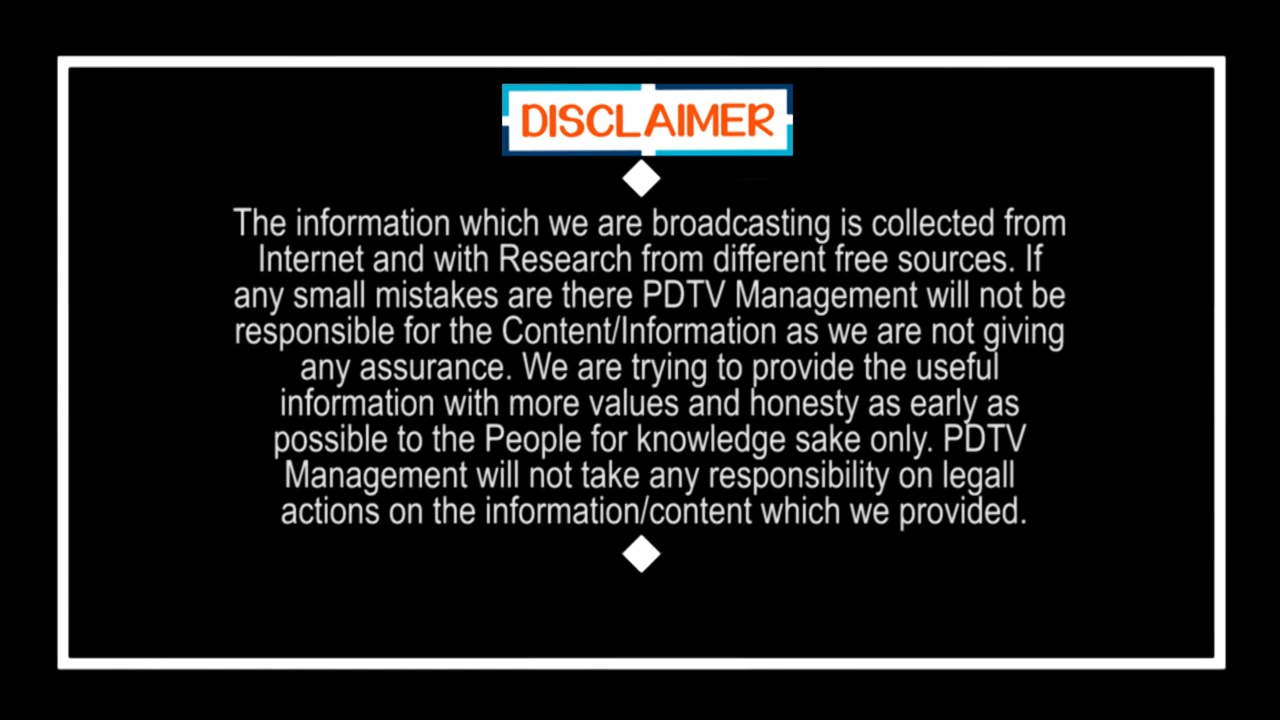 DISCLAIMER
The information which we are broadcasting is collected from
Internet and with Research from different free sources. If
any small mistakes are there PDTV Management will not be
responsible for the Content/Information as we are not giving
any assurance. We are trying to provide the useful
information with more values and honesty as early as
possible to the People for knowledge sake only. PDTV
Management will not take any responsibility on legall
actions on the information/content which we provided.